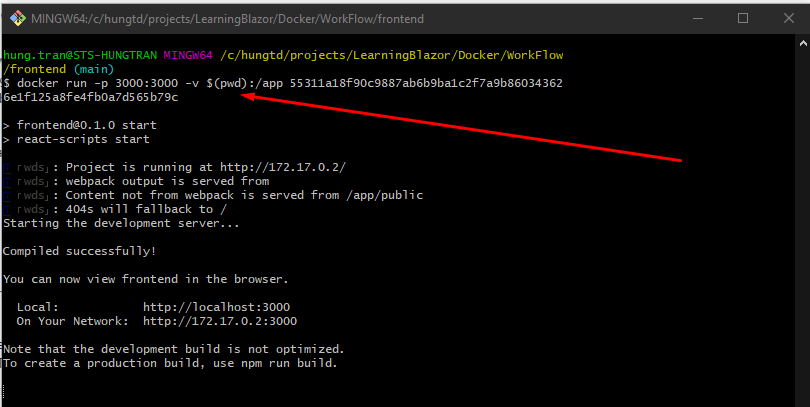 MINGW64:/c/hungtd/projects/LearningBlazor/Docker/WorkFlow/frontend
hung.tran@STS-HUNGTRAN MINGW64 /c/hungtd/projects/LearningBlazor/Docker/WorkFlow
/frontend (main)
$ docker run -p 3000:3000 -v $(pwd):/app 55311a18f90c9887ab6b9ba1c2f7a9b86034362
6e1f125a8fe4fb0a7d565b79c
> frontend@0.1.0 start
> react-scripts start
「rwds」: Project is running at http://172.17.0.2/
「rwds」: webpack output is served from
「rwds」: Content not from webpack is served from /app/public
「rwds」: 404s will fallback to /
Starting the development server...
Compiled successfully!
You can now view frontend in the browser.
Local: http://localhost:3000
On Your Network: http://172.17.0.2:3000
Note that the development build is not optimized.
To create a production build, use npm run build.